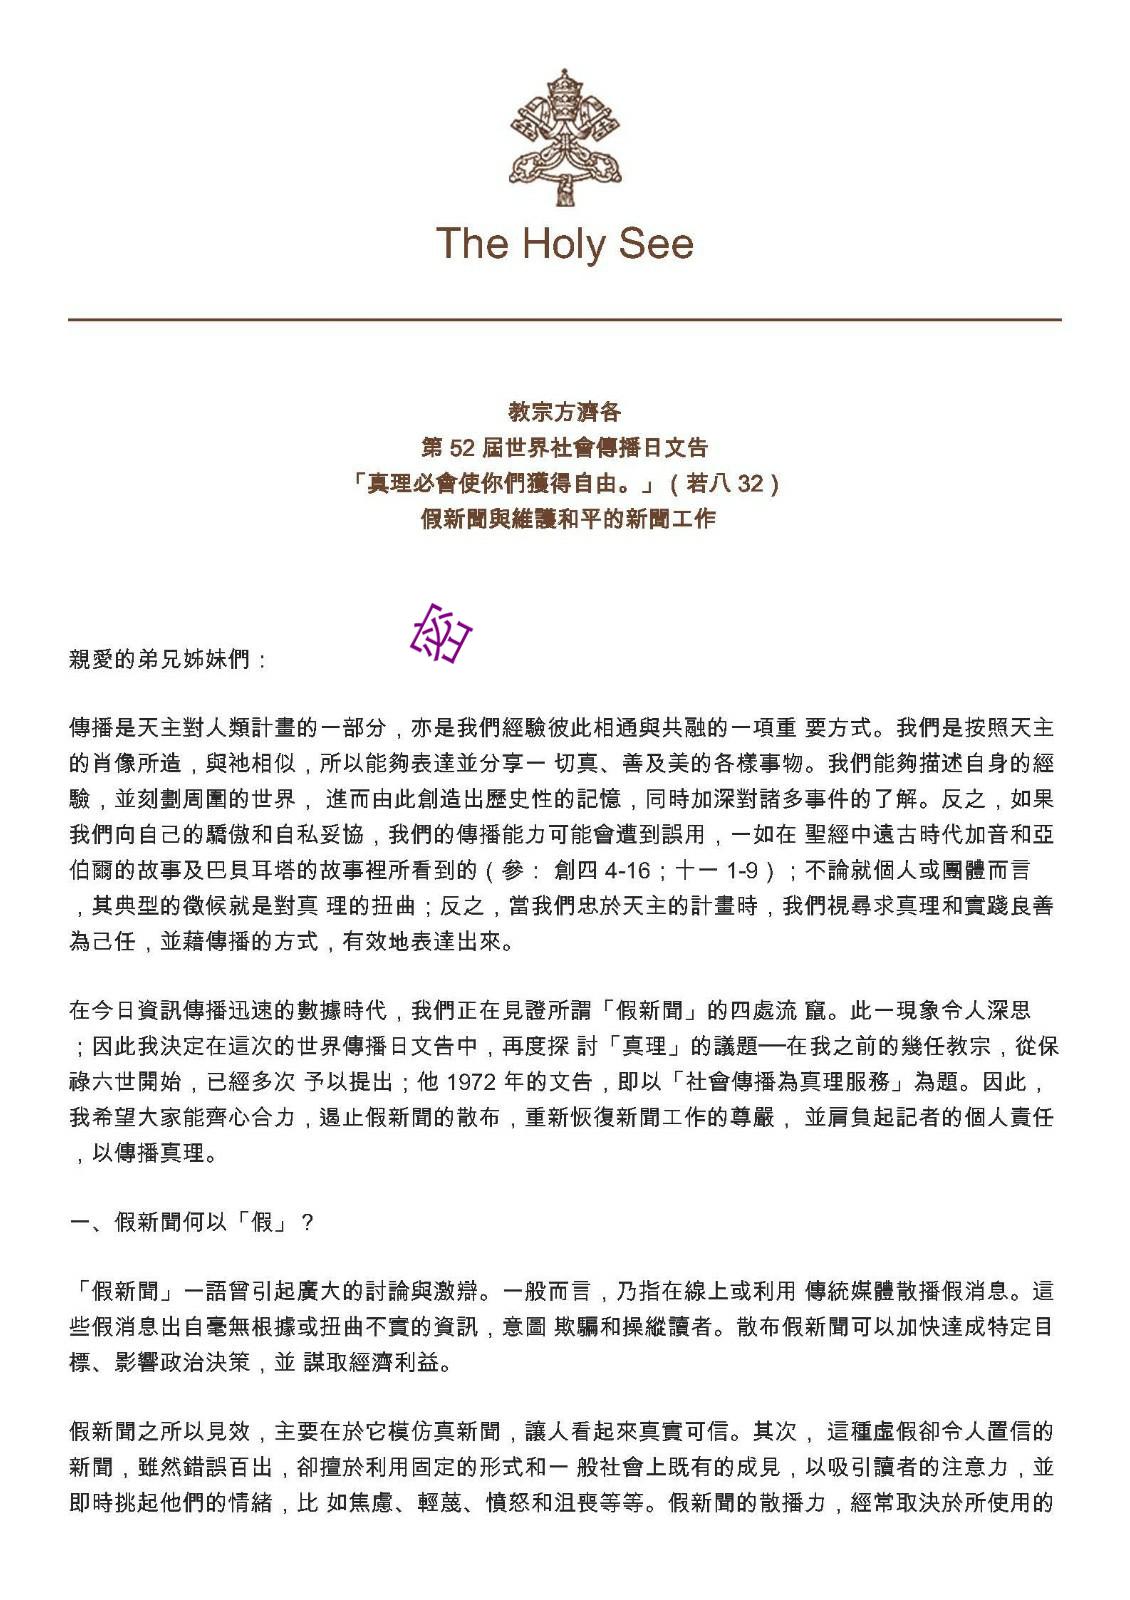 The Holy See
教宗方濟各
第 52 屆世界社會傳播日文告
「真理必會使你們獲得自由。」（若八 32）
假新聞與維護和平的新聞工作
親愛的弟兄姊妹們：
傳播是天主對人類計畫的一部分，亦是我們經驗彼此相通與共融的一項重 要方式。我們是按照天主
的肖像所造，與祂相似，所以能夠表達並分享一 切真、善及美的各樣事物。我們能夠描述自身的經
驗，並刻劃周圍的世界， 進而由此創造出歷史性的記憶，同時加深對諸多事件的了解。反之，如果
我們向自己的驕傲和自私妥協，我們的傳播能力可能會遭到誤用，一如在 聖經中遠古時代加音和亞
伯爾的故事及巴貝耳塔的故事裡所看到的（參： 創四 4-16；十一 1-9）；不論就個人或團體而言
，其典型的徵候就是對真 理的扭曲；反之，當我們忠於天主的計畫時，我們視尋求真理和實踐良善
為己任，並藉傳播的方式，有效地表達出來。
在今日資訊傳播迅速的數據時代，我們正在見證所謂「假新聞」的四處流 竄。此一現象令人深思
；因此我決定在這次的世界傳播日文告中，再度探 討「真理」的議題──在我之前的幾任教宗，從保
祿六世開始，已經多次 予以提出；他 1972 年的文告，即以「社會傳播為真理服務」為題。因此，
我希望大家能齊心合力，遏止假新聞的散布，重新恢復新聞工作的尊嚴， 並肩負起記者的個人責任
，以傳播真理。
一、假新聞何以「假」？
「假新聞」一語曾引起廣大的討論與激辯。一般而言，乃指在線上或利用 傳統媒體散播假消息。這
些假消息出自毫無根據或扭曲不實的資訊，意圖 欺騙和操縱讀者。散布假新聞可以加快達成特定目
標、影響政治決策，並 謀取經濟利益。
假新聞之所以見效，主要在於它模仿真新聞，讓人看起來真實可信。其次， 這種虛假卻令人置信的
新聞，雖然錯誤百出，卻擅於利用固定的形式和一 般社會上既有的成見，以吸引讀者的注意力，並
即時挑起他們的情緒，比 如焦慮、輕蔑、憤怒和沮喪等等。假新聞的散播力，經常取決於所使用的